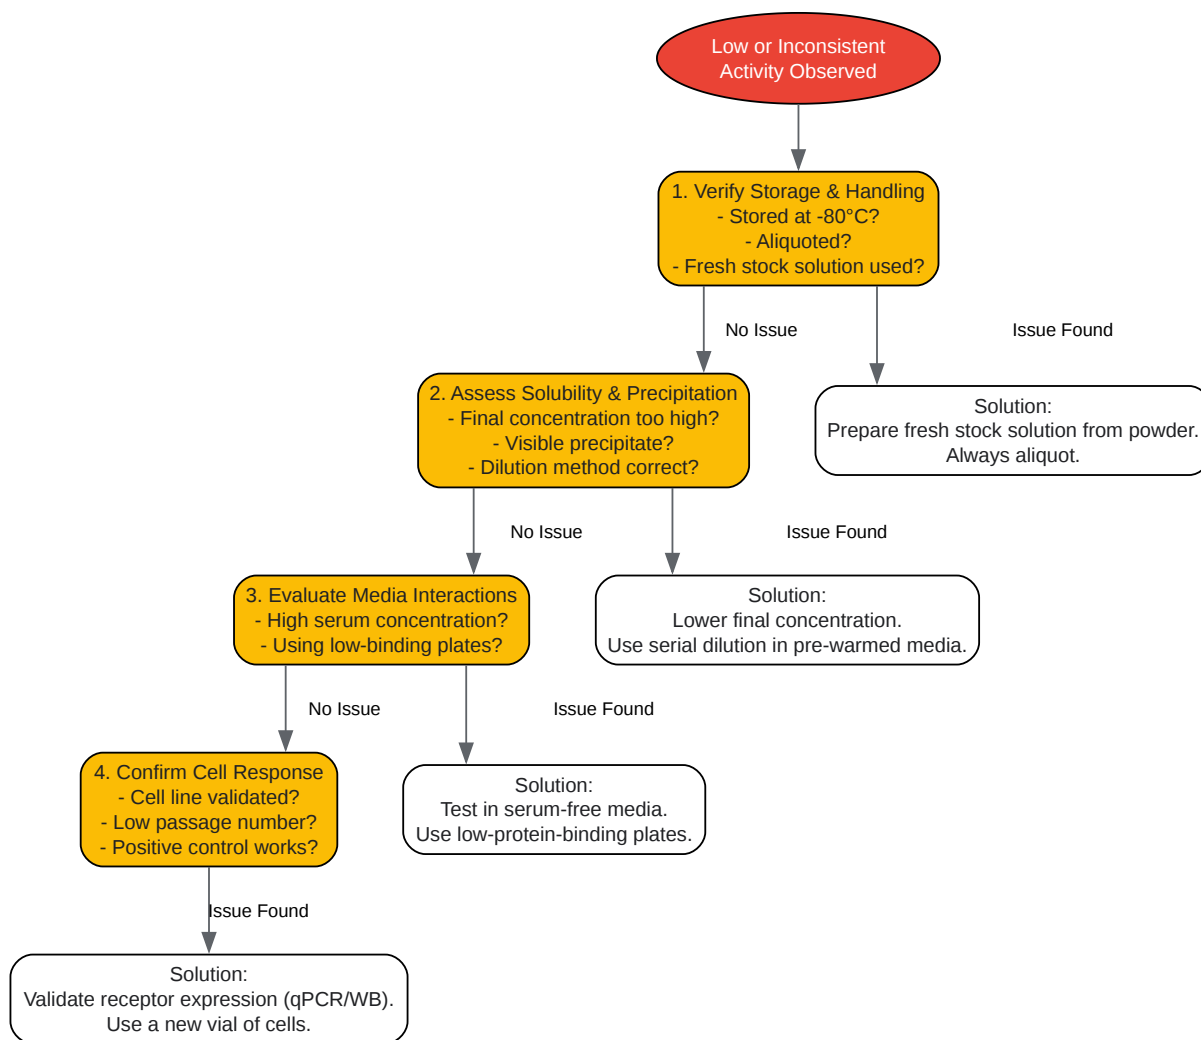 Low or Inconsistent
Activity Observed
1. Verify Storage & Handling
- Stored at -80°C?
- Aliquoted?
- Fresh stock solution used?
No Issue
Issue Found
2. Assess Solubility & Precipitation
- Final concentration too high?
- Visible precipitate?
- Dilution method correct?
Solution:
Prepare fresh stock solution from powder.
Always aliquot.
No Issue
Issue Found
3. Evaluate Media Interactions
- High serum concentration?
- Using low-binding plates?
Solution:
Lower final concentration.
Use serial dilution in pre-warmed media.
No Issue
Issue Found
4. Confirm Cell Response
- Cell line validated?
- Low passage number?
- Positive control works?
Solution:
Test in serum-free media.
Use low-protein-binding plates.
Issue Found
Solution:
Validate receptor expression (qPCR/WB).
Use a new vial of cells.